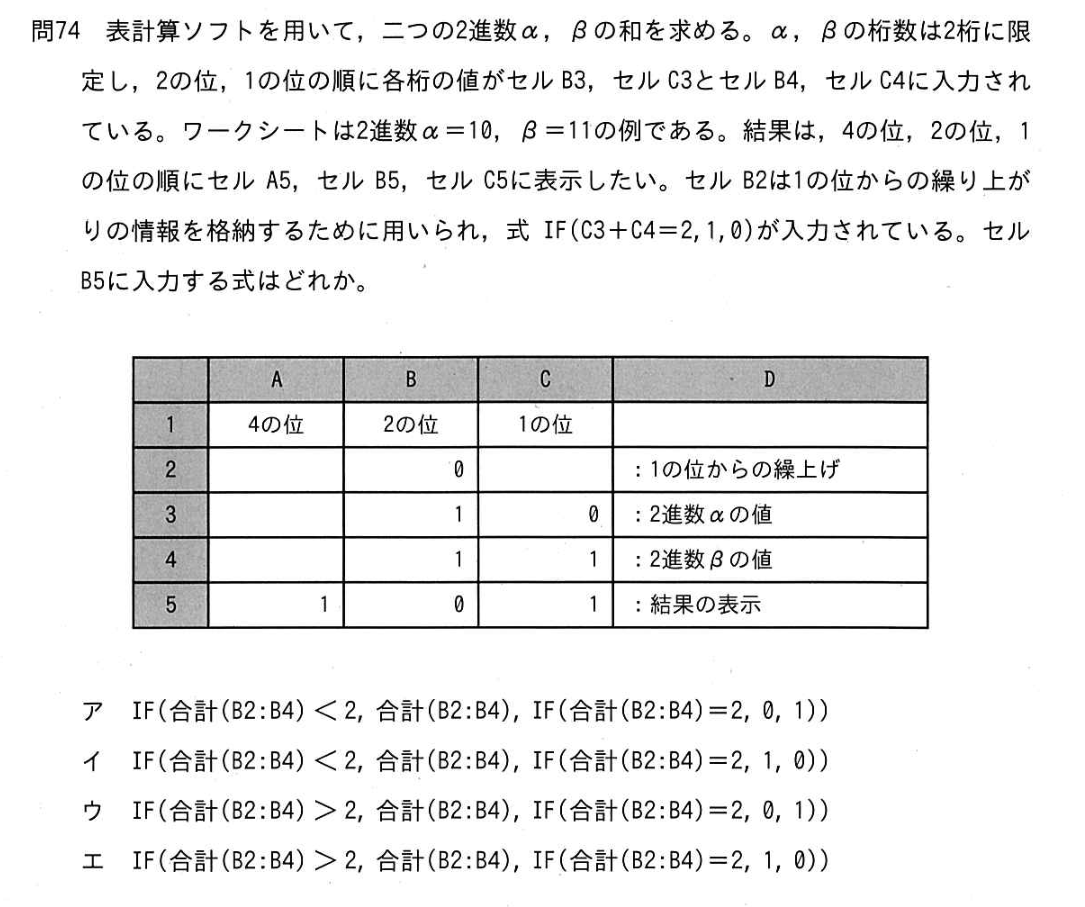 問74 表計算ソフトを用いて，二つの2進数α，βの和を求める。α，βの桁数は2桁に限
定し，2の位，1の位の順に各桁の値がセル B3，セル C3とセル B4，セル C4に入力され
ている。ワークシートは2進数α＝10，β＝11の例である。結果は，4の位，2の位，1
の位の順にセル A5，セル B5，セル C5に表示したい。セル B2は1の位からの繰り上が
りの情報を格納するために用いられ，式 IF(C3＋C4＝2,1,0)が入力されている。セル
B5に入力する式はどれか。
A B C D
1 4の位 2の位 1の位
2 0 ：1の位からの繰上げ
3 1 0 ：2進数αの値
4 1 1 ：2進数βの値
5 1 0 1 ：結果の表示
ア IF(合計(B2:B4)＜2, 合計(B2:B4), IF(合計(B2:B4)＝2, 0, 1))
イ IF(合計(B2:B4)＜2, 合計(B2:B4), IF(合計(B2:B4)＝2, 1, 0))
ウ IF(合計(B2:B4)＞2, 合計(B2:B4), IF(合計(B2:B4)＝2, 0, 1))
エ IF(合計(B2:B4)＞2, 合計(B2:B4), IF(合計(B2:B4)＝2, 1, 0))